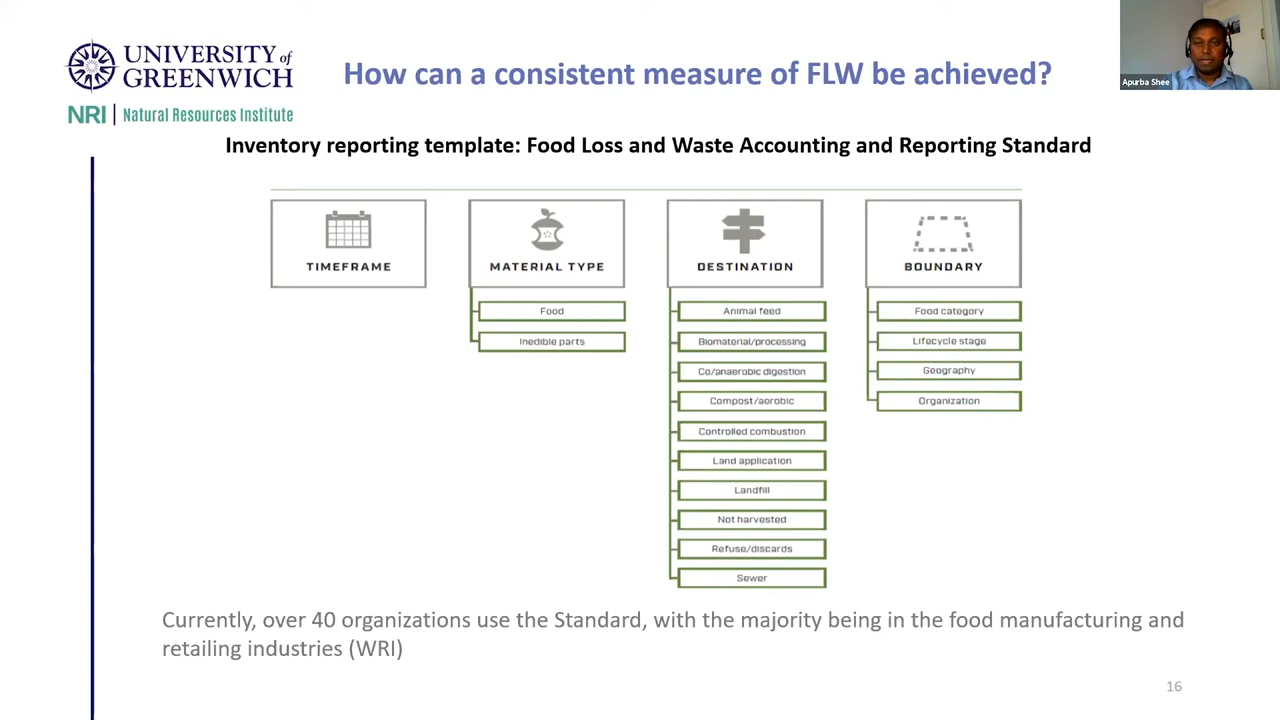 UNIVERSITY of
GREENWICH
NRI | Natural Resources Institute
How can a consistent measure of FLW be achieved?
Apurba Shee
Inventory reporting template: Food Loss and Waste Accounting and Reporting Standard
TIMEFRAME
MATERIAL TYPE
Food
Inedible parts
DESTINATION
Animal feed
Biomaterial/processing
Co/anaerobic digestion
Compost/aerobic
Controlled combustion
Land application
Landfill
Not harvested
Refuse/discards
Sewer
BOUNDARY
Food category
Lifecycle stage
Geography
Organization
Currently, over 40 organizations use the Standard, with the majority being in the food manufacturing and
retailing industries (WRI)
16